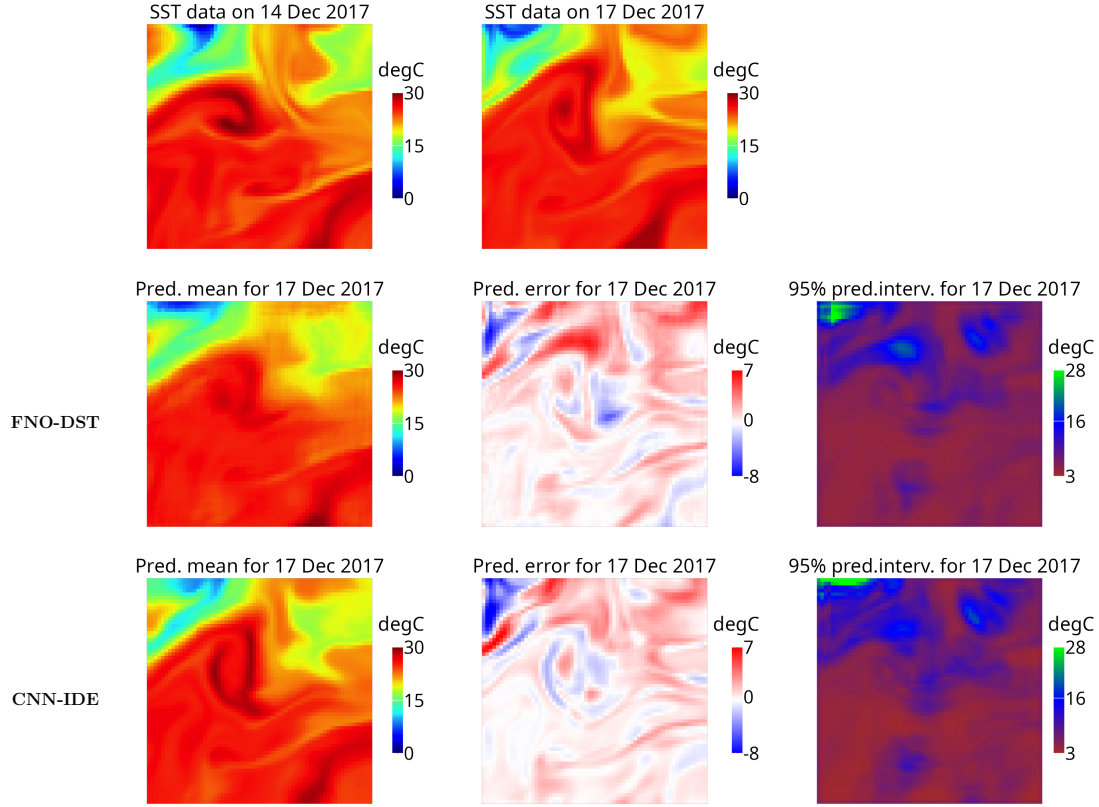 SST data on 14 Dec 2017
SST data on 17 Dec 2017
degC
30
15
0
degC
30
15
0
Pred. mean for 17 Dec 2017
Pred. error for 17 Dec 2017
95% pred.interv. for 17 Dec 2017
FNO-DST
degC
30
15
0
degC
7
0
-8
degC
28
16
3
Pred. mean for 17 Dec 2017
Pred. error for 17 Dec 2017
95% pred.interv. for 17 Dec 2017
CNN-IDE
degC
30
15
0
degC
7
0
-8
degC
28
16
3